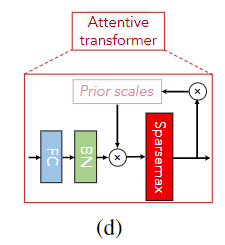 Attentive
transformer
Prior scales
FC
BN
×
×
Sparsemax
(d)